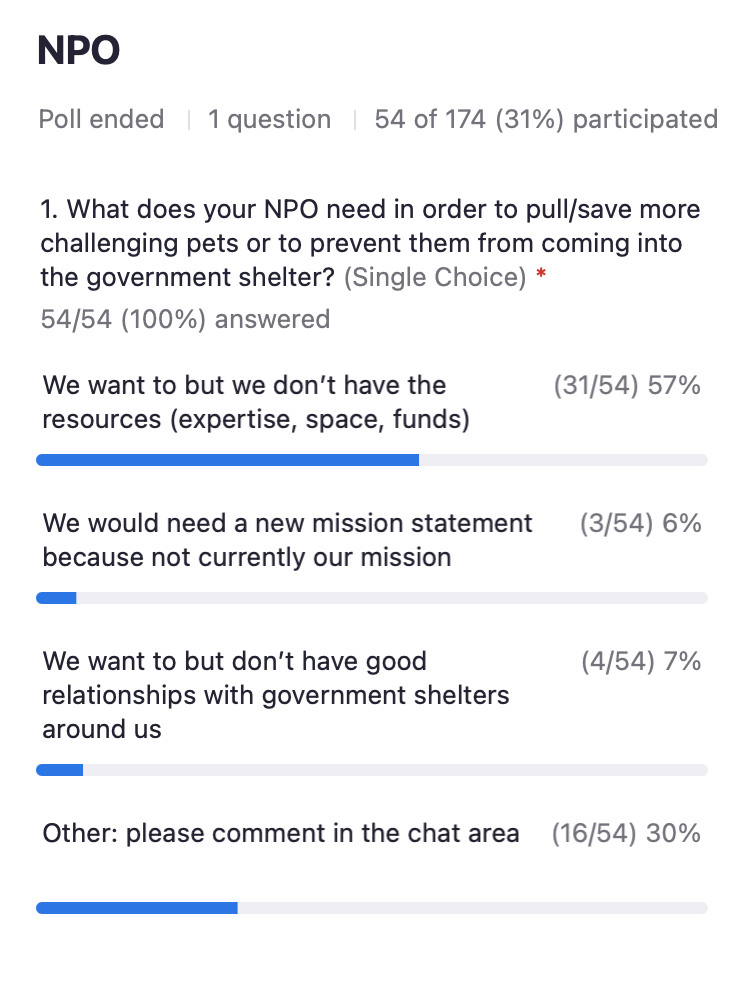 NPO
Poll ended | 1 question | 54 of 174 (31%) participated
1. What does your NPO need in order to pull/save more
challenging pets or to prevent them from coming into
the government shelter? (Single Choice) *
54/54 (100%) answered
We want to but we don’t have the (31/54) 57%
resources (expertise, space, funds)
We would need a new mission statement (3/54) 6%
because not currently our mission
We want to but don’t have good (4/54) 7%
relationships with government shelters
around us
Other: please comment in the chat area (16/54) 30%